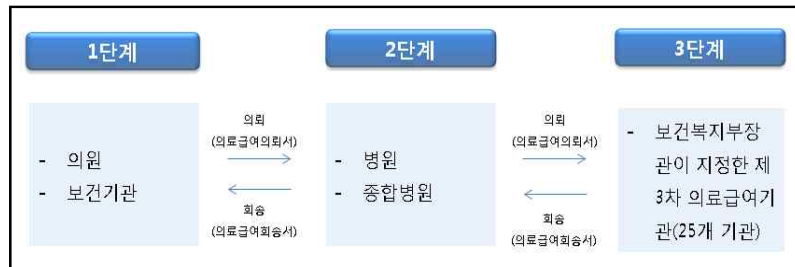 1단계
2단계
3단계
- 의원
- 보건기관
의뢰
(의료급여의뢰서)
회송
(의료급여회송서)
- 병원
- 종합병원
의뢰
(의료급여의뢰서)
회송
(의료급여회송서)
- 보건복지부장
관이 지정한 제
3차 의료급여기
관(25개 기관)